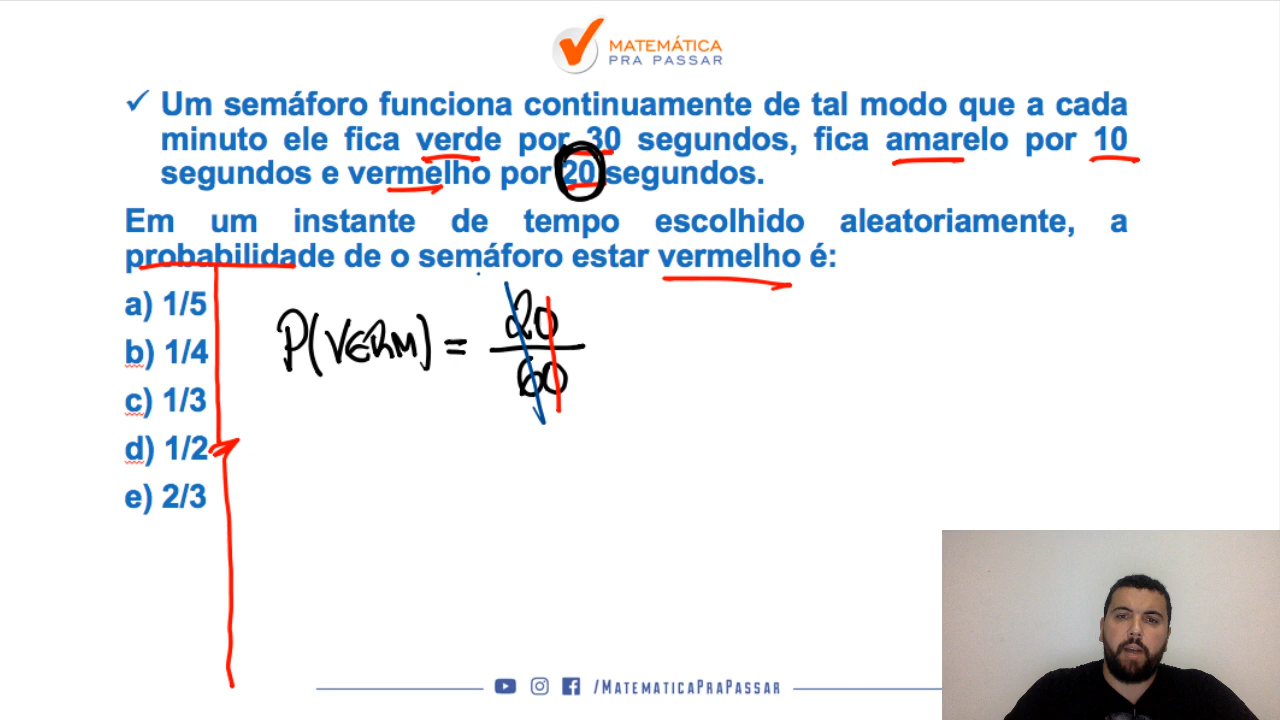 MATEMÁTICA
PRA PASSAR
✓ Um semáforo funciona continuamente de tal modo que a cada
minuto ele fica verde por 30 segundos, fica amarelo por 10
segundos e vermelho por 20 segundos.
Em um instante de tempo escolhido aleatoriamente, a
probabilidade de o semáforo estar vermelho é:
a) 1/5
b) 1/4
c) 1/3
d) 1/2
e) 2/3
P(VERM) = 20/60
/MATEMATICAPRAPASSAR